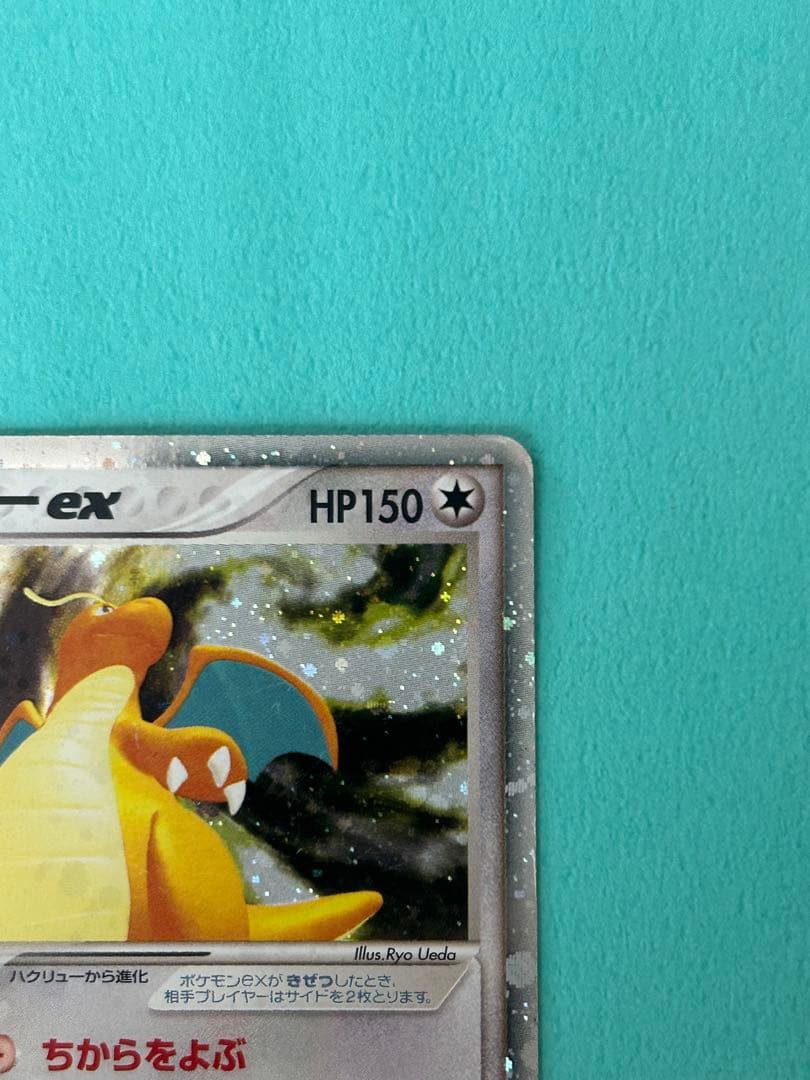 ーex HP150
Illus.Ryo Ueda
ハクリューから進化
ポケモンexが きぜつしたとき、
相手プレイヤーはサイドを2枚とります。
ちからをよぶ